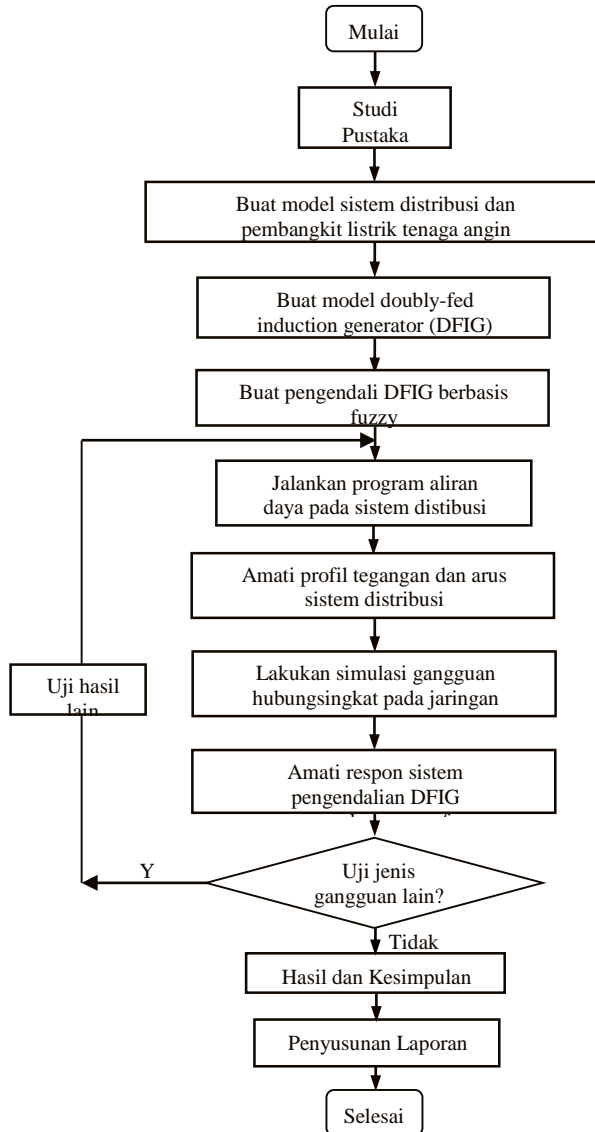 Mulai
Studi
Pustaka
Buat model sistem distribusi dan
pembangkit listrik tenaga angin
Buat model doubly-fed
induction generator (DFIG)
Buat pengendali DFIG berbasis
fuzzy
Jalankan program aliran
daya pada sistem distibusi
Amati profil tegangan dan arus
sistem distribusi
Uji hasil
lain
Lakukan simulasi gangguan
hubungsingkat pada jaringan
Amati respon sistem
pengendalian DFIG
Y
Uji jenis
gangguan lain?
Tidak
Hasil dan Kesimpulan
Penyusunan Laporan
Selesai